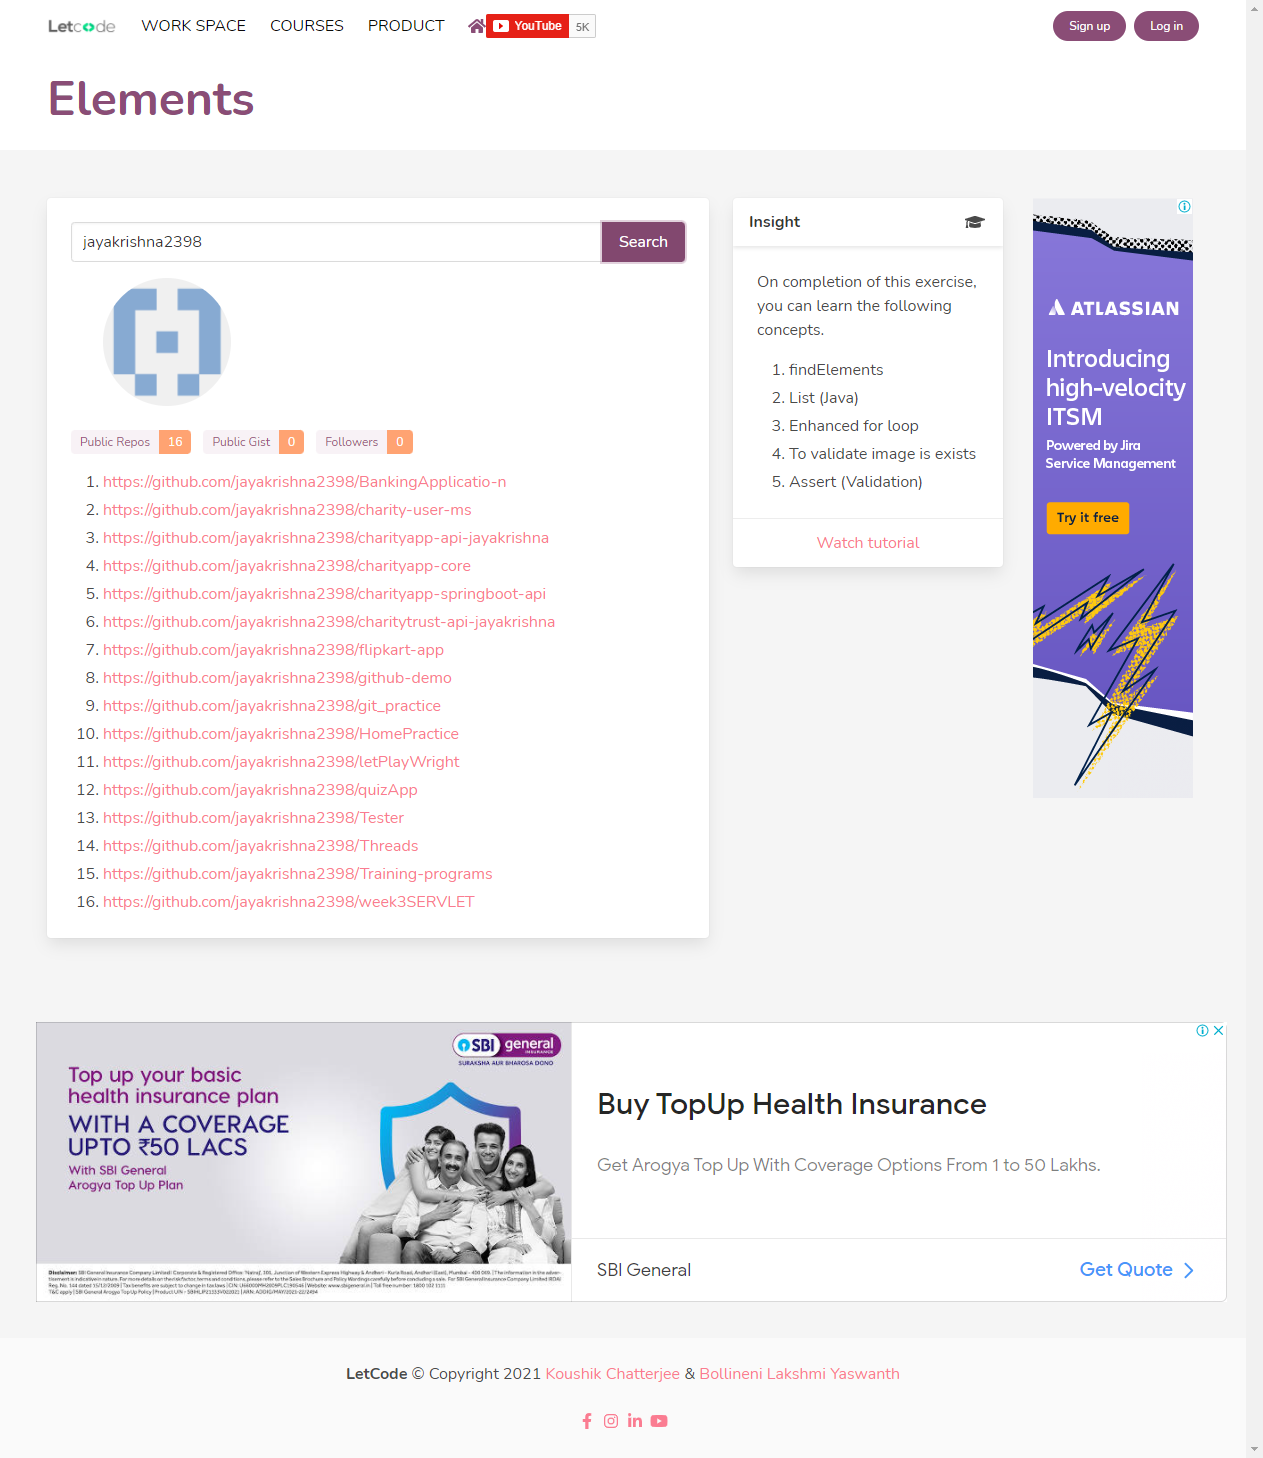 Letcode WORK SPACE COURSES PRODUCT YouTube 5K Sign up Log in
Elements
jayakrishna2398 Search
Public Repos 16 Public Gist 0 Followers 0
1. https://github.com/jayakrishna2398/BankingApplicatio-n
2. https://github.com/jayakrishna2398/charity-user-ms
3. https://github.com/jayakrishna2398/charityapp-api-jayakrishna
4. https://github.com/jayakrishna2398/charityapp-core
5. https://github.com/jayakrishna2398/charityapp-springboot-api
6. https://github.com/jayakrishna2398/charitytrust-api-jayakrishna
7. https://github.com/jayakrishna2398/flipkart-app
8. https://github.com/jayakrishna2398/github-demo
9. https://github.com/jayakrishna2398/git_practice
10. https://github.com/jayakrishna2398/HomePractice
11. https://github.com/jayakrishna2398/letPlayWright
12. https://github.com/jayakrishna2398/quizApp
13. https://github.com/jayakrishna2398/Tester
14. https://github.com/jayakrishna2398/Threads
15. https://github.com/jayakrishna2398/Training-programs
16. https://github.com/jayakrishna2398/week3SERVLET
Insight
On completion of this exercise,
you can learn the following
concepts.
1. findElements
2. List (Java)
3. Enhanced for loop
4. To validate image is exists
5. Assert (Validation)
Watch tutorial
ATLASSIAN
Introducing
high-velocity
ITSM
Powered by Jira
Service Management
Try it free
SBI general
INSURANCE
SURAKSHA AUR BHAROSA DONO
Top up your basic
health insurance plan
WITH A COVERAGE
UPTO ₹50 LACS
With SBI General
Arogya Top Up Plan
Buy TopUp Health Insurance
Get Arogya Top Up With Coverage Options From 1 to 50 Lakhs.
SBI General Get Quote
LetCode © Copyright 2021 Koushik Chatterjee & Bollineni Lakshmi Yaswanth